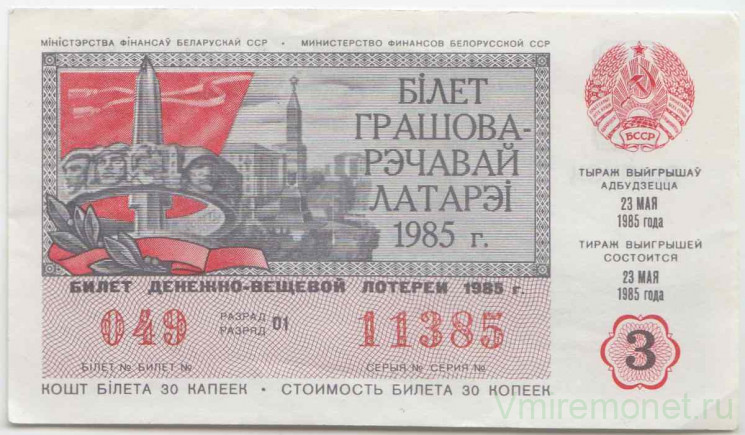 МІНІСТЭРСТВА ФІНАНСАЎ БЕЛАРУСКАЙ ССР • МИНИСТЕРСТВО ФИНАНСОВ БЕЛОРУССКОЙ ССР
БІЛЕТ
ГРАШОВА-
РЭЧАВАЙ
ЛАТАРЭІ
1985 г.
БИЛЕТ ДЕНЕЖНО-ВЕЩЕВОЙ ЛОТЕРЕИ 1985 г.
049 РАЗРАД 01 11385
РАЗРЯД
БІЛЕТ № БИЛЕТ № СЕРЫЯ № СЕРИЯ №
КОШТ БІЛЕТА 30 КАПЕЕК • СТОИМОСТЬ БИЛЕТА 30 КОПЕЕК
БССР
ТЫРАЖ ВЫЙГРЫШАЎ
АДБУДЗЕЦЦА
23 МАЯ
1985 года
ТИРАЖ ВЫИГРЫШЕЙ
СОСТОИТСЯ
23 МАЯ
1985 года
3
Vmiremonet.ru